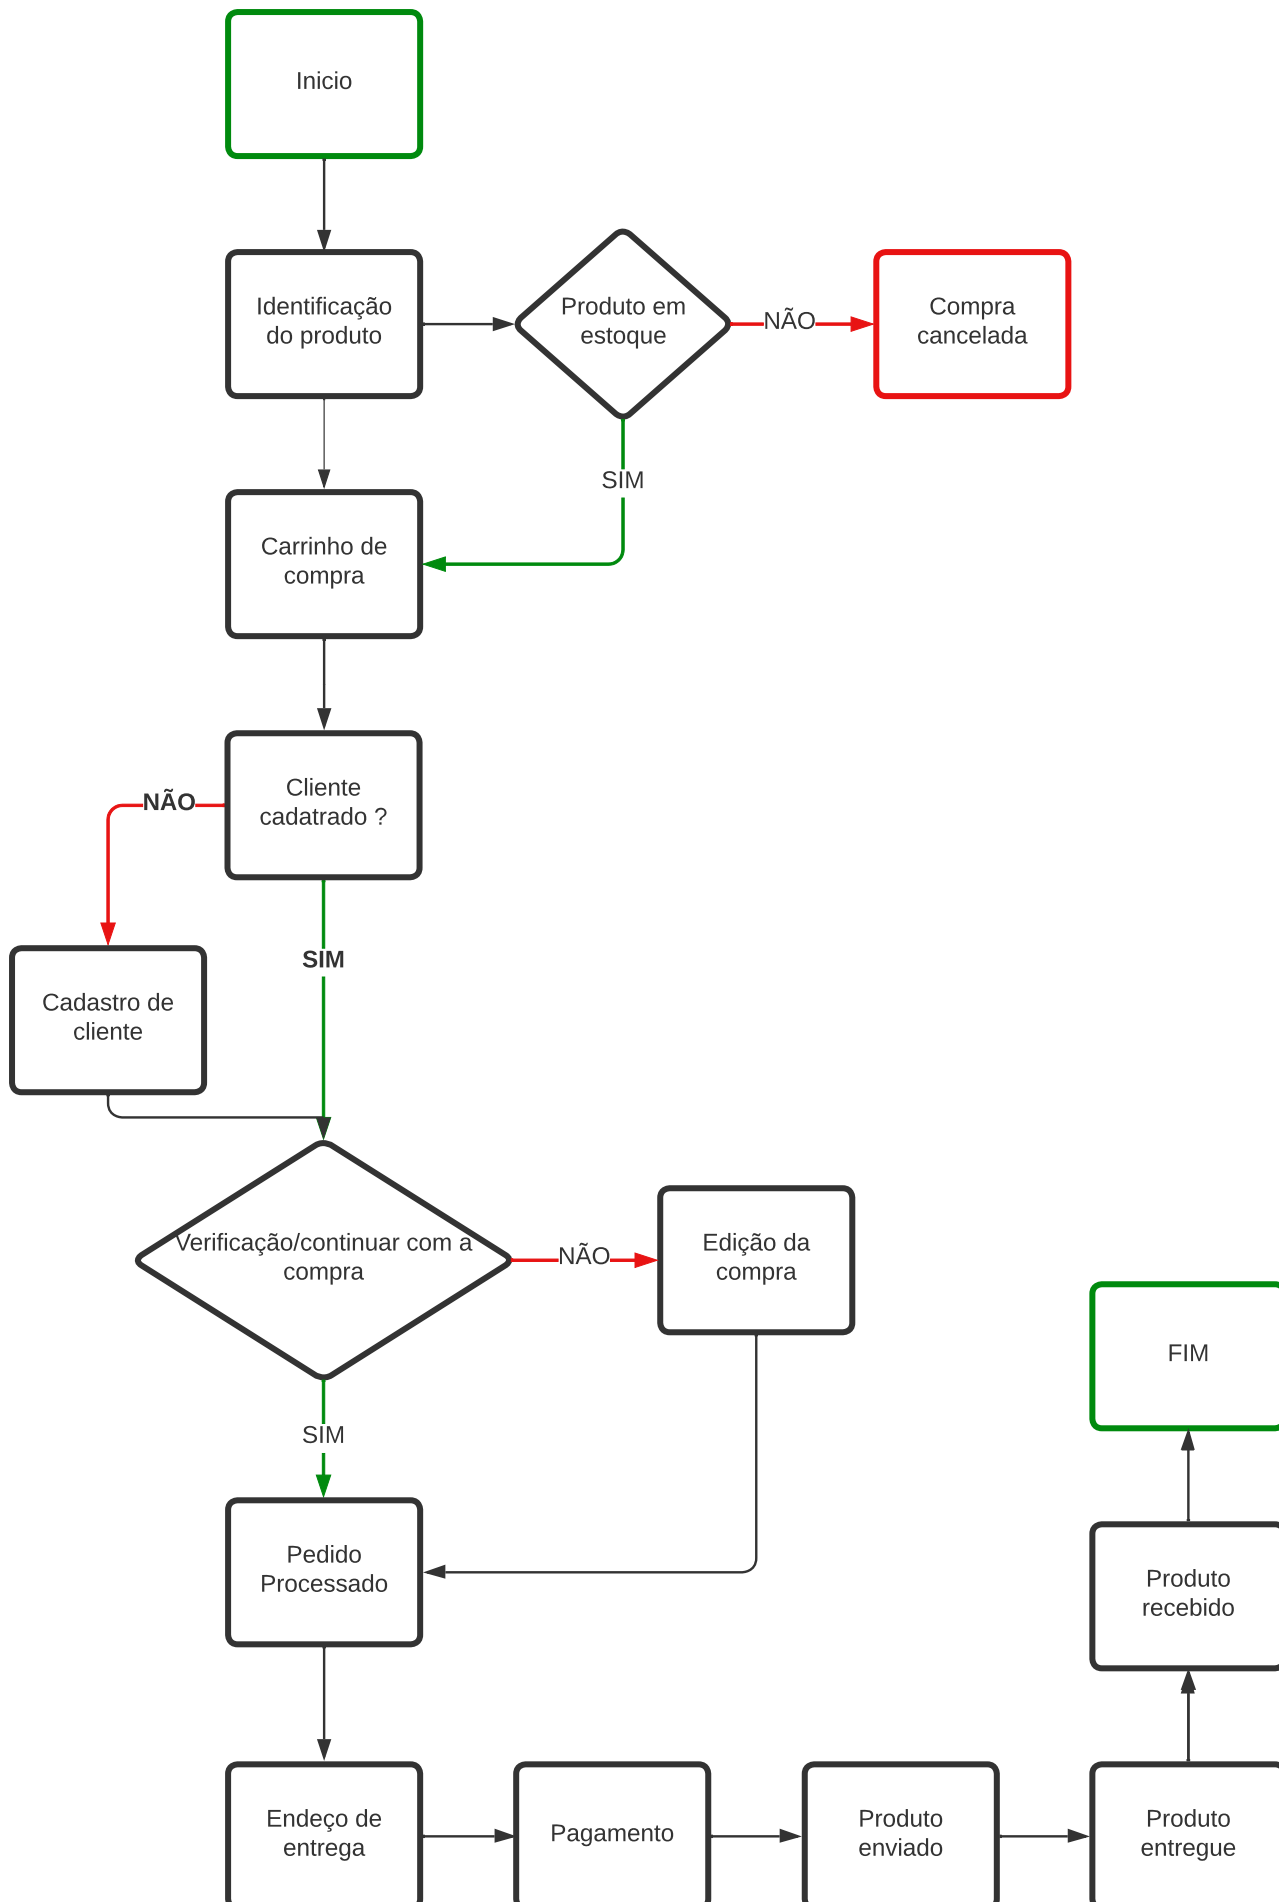 Inicio
Identificação
do produto
Produto em
estoque
NÃO
Compra
cancelada
SIM
Carrinho de
compra
Cliente
cadatrado ?
NÃO
SIM
Cadastro de
cliente
Verificação/continuar com a
compra
NÃO
Edição da
compra
SIM
FIM
Pedido
Processado
Produto
recebido
Endeço de
entrega
Pagamento
Produto
enviado
Produto
entregue